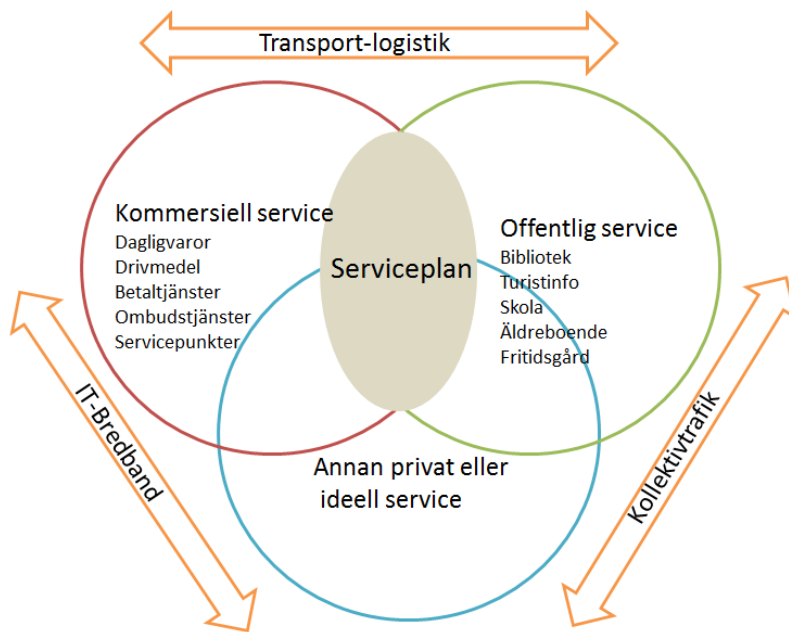 Transport-logistik
Kommersiell service
Dagligvaror
Drivmedel
Betaltjänster
Ombudstjänster
Servicepunkter
Serviceplan
Offentlig service
Bibliotek
Turistinfo
Skola
Äldreboende
Fritidsgård
IT-Bredband
Annan privat eller
ideell service
Kollektivtrafik